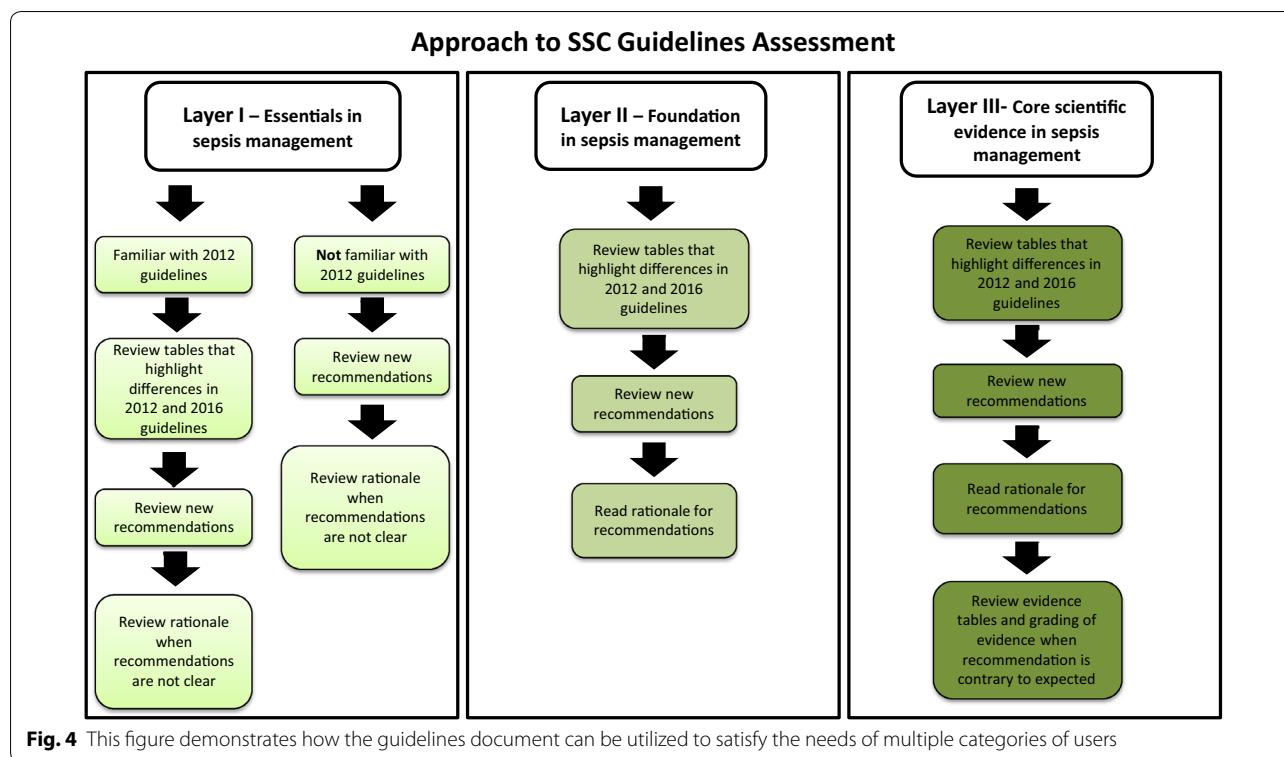 Approach to SSC Guidelines Assessment
Layer I – Essentials in
sepsis management
Familiar with 2012
guidelines
Review tables that
highlight
differences in
2012 and 2016
guidelines
Review new
recommendations
Review rationale
when
recommendations
are not clear
Not familiar with
2012 guidelines
Review new
recommendations
Review rationale
when
recommendations
are not clear
Layer II – Foundation
in sepsis management
Review tables that
highlight differences in
2012 and 2016
guidelines
Review new
recommendations
Read rationale for
recommendations
Layer III- Core scientific
evidence in sepsis
management
Review tables that
highlight differences in
2012 and 2016
guidelines
Review new
recommendations
Read rationale for
recommendations
Review evidence
tables and grading of
evidence when
recommendation is
contrary to expected
Fig. 4 This figure demonstrates how the guidelines document can be utilized to satisfy the needs of multiple categories of users